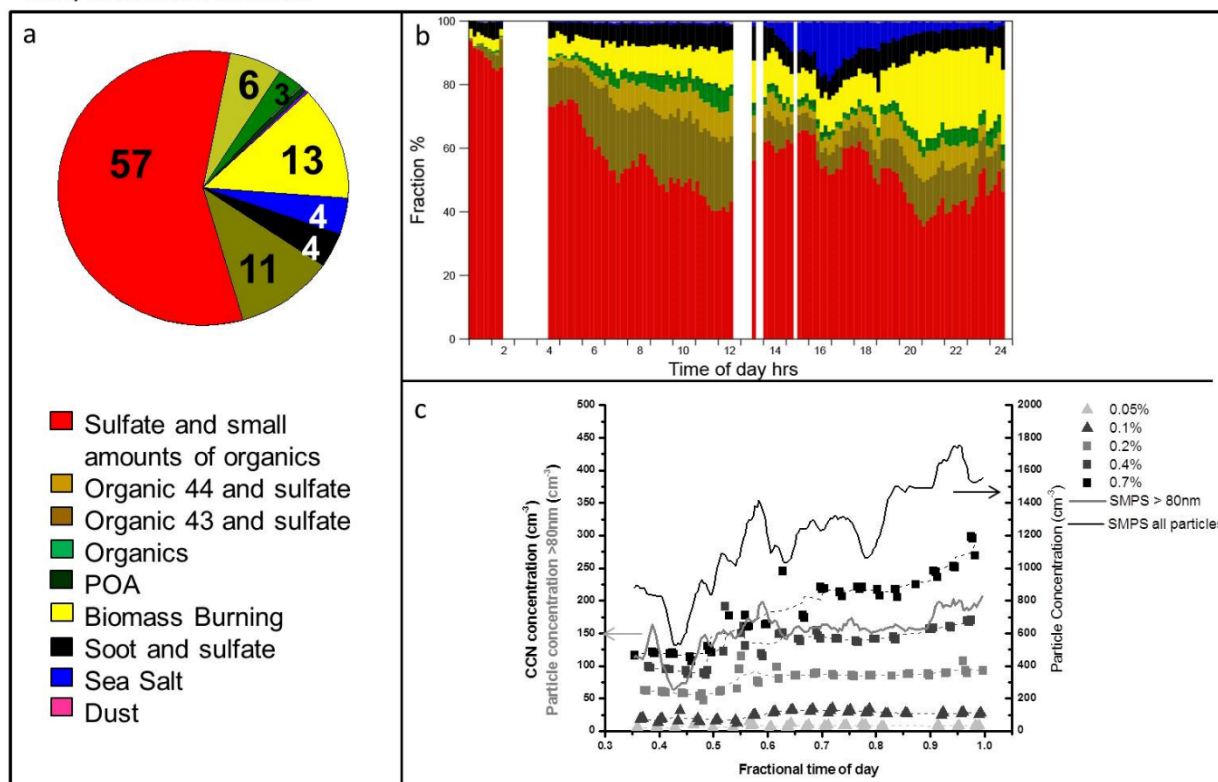 a
57
6
3
13
4
4
11
Sulfate and small
amounts of organics
Organic 44 and sulfate
Organic 43 and sulfate
Organics
POA
Biomass Burning
Soot and sulfate
Sea Salt
Dust
b
Fraction %
100
80
60
40
20
0
2 4 6 8 10 12 14 16 18 20 22 24
Time of day hrs
c
CCN concentration (cm-3)
Particle concentration >80nm (cm-3)
500
450
400
350
300
250
200
150
100
50
0
0.3 0.4 0.5 0.6 0.7 0.8 0.9 1.0
Fractional time of day
2000
1800
1600
1400
1200
1000
800
600
400
200
0
Particle Concentration (cm-3)
0.05%
0.1%
0.2%
0.4%
0.7%
SMPS > 80nm
SMPS all particles